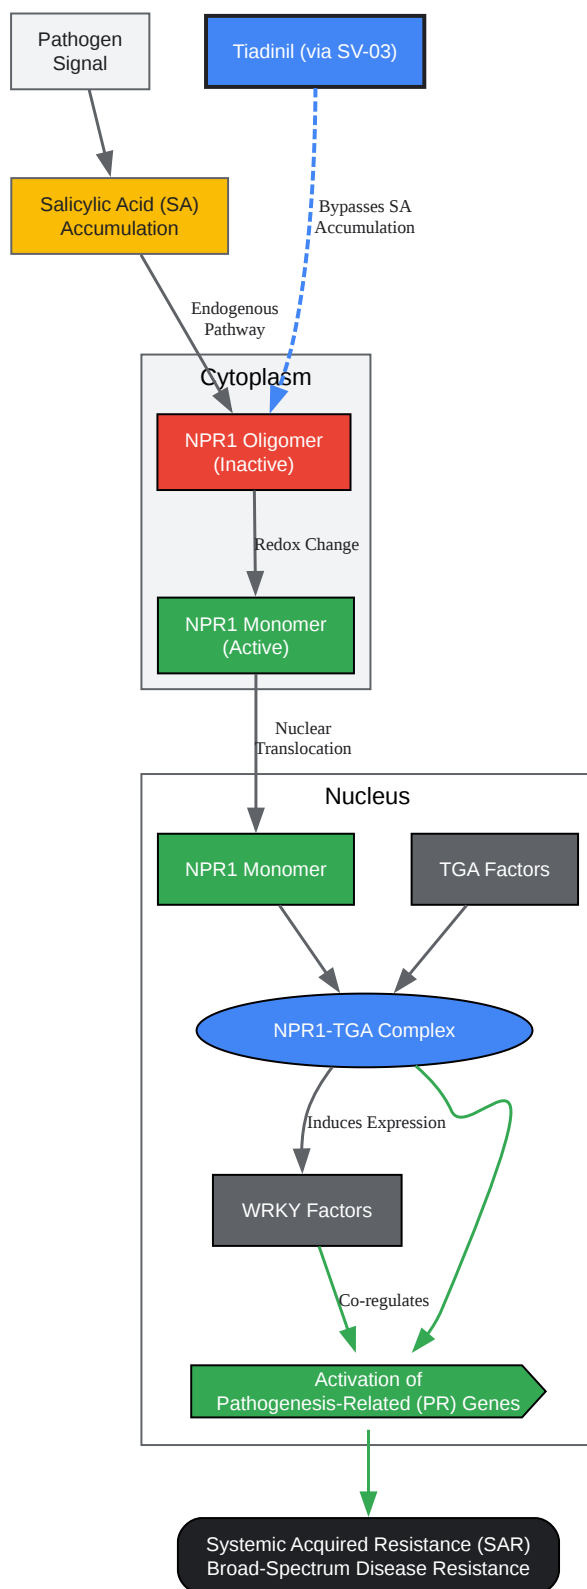 Pathogen
Signal
Tiadinil (via SV-03)
Salicylic Acid (SA)
Accumulation
Bypasses SA
Accumulation
Endogenous
Pathway
Cytoplasm
NPR1 Oligomer
(Inactive)
Redox Change
NPR1 Monomer
(Active)
Nuclear
Translocation
Nucleus
NPR1 Monomer
TGA Factors
NPR1-TGA Complex
Induces Expression
WRKY Factors
Co-regulates
Activation of
Pathogenesis-Related (PR) Genes
Systemic Acquired Resistance (SAR)
Broad-Spectrum Disease Resistance